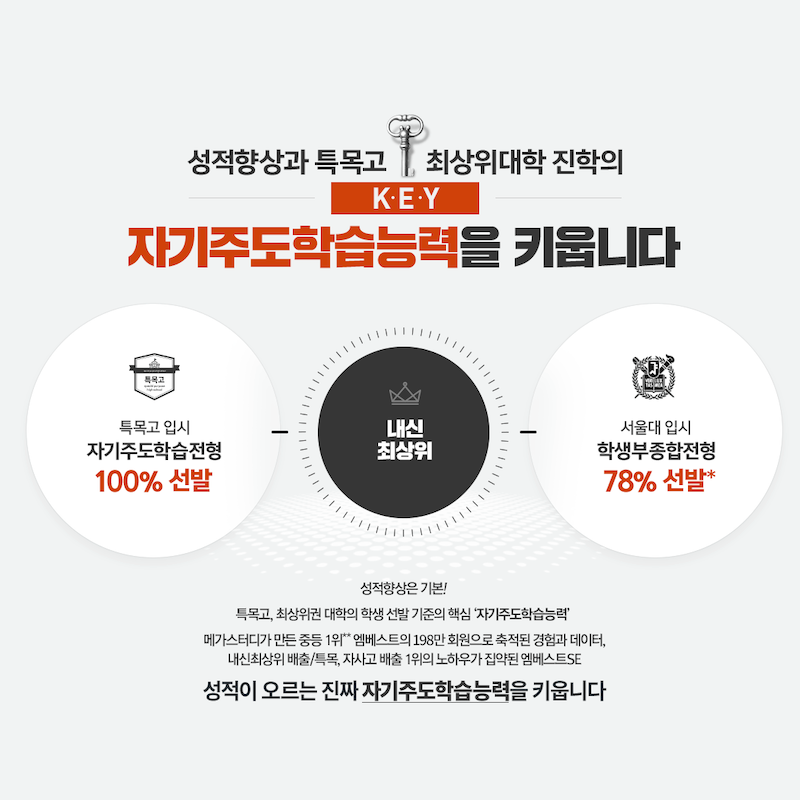 성적향상과 특목고 최상위대학 진학의
K·E·Y
자기주도학습능력을 키웁니다
특목고
특목고 입시
자기주도학습전형
100% 선발
내신
최상위
서울대 입시
학생부종합전형
78% 선발*
성적향상은 기본!
특목고, 최상위권 대학의 학생 선발 기준의 핵심 '자기주도학습능력'
메가스터디가 만든 중등 1위** 엠베스트의 198만 회원으로 축적된 경험과 데이터,
내신최상위 배출/특목, 자사고 배출 1위의 노하우가 집약된 엠베스트SE
성적이 오르는 진짜 자기주도학습능력을 키웁니다